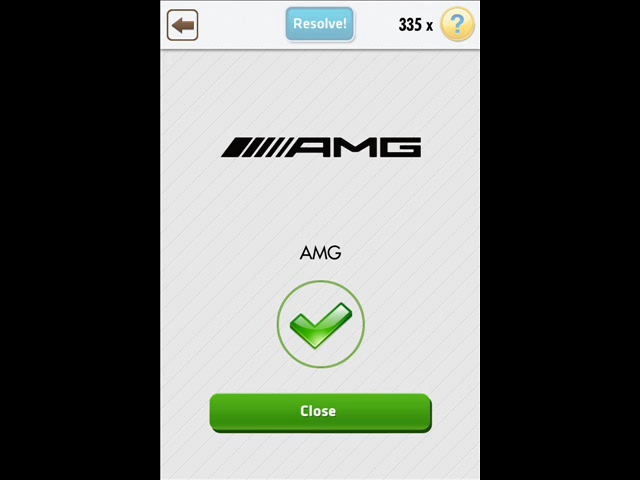 Resolve!
335 x ?
AMG
AMG
Close